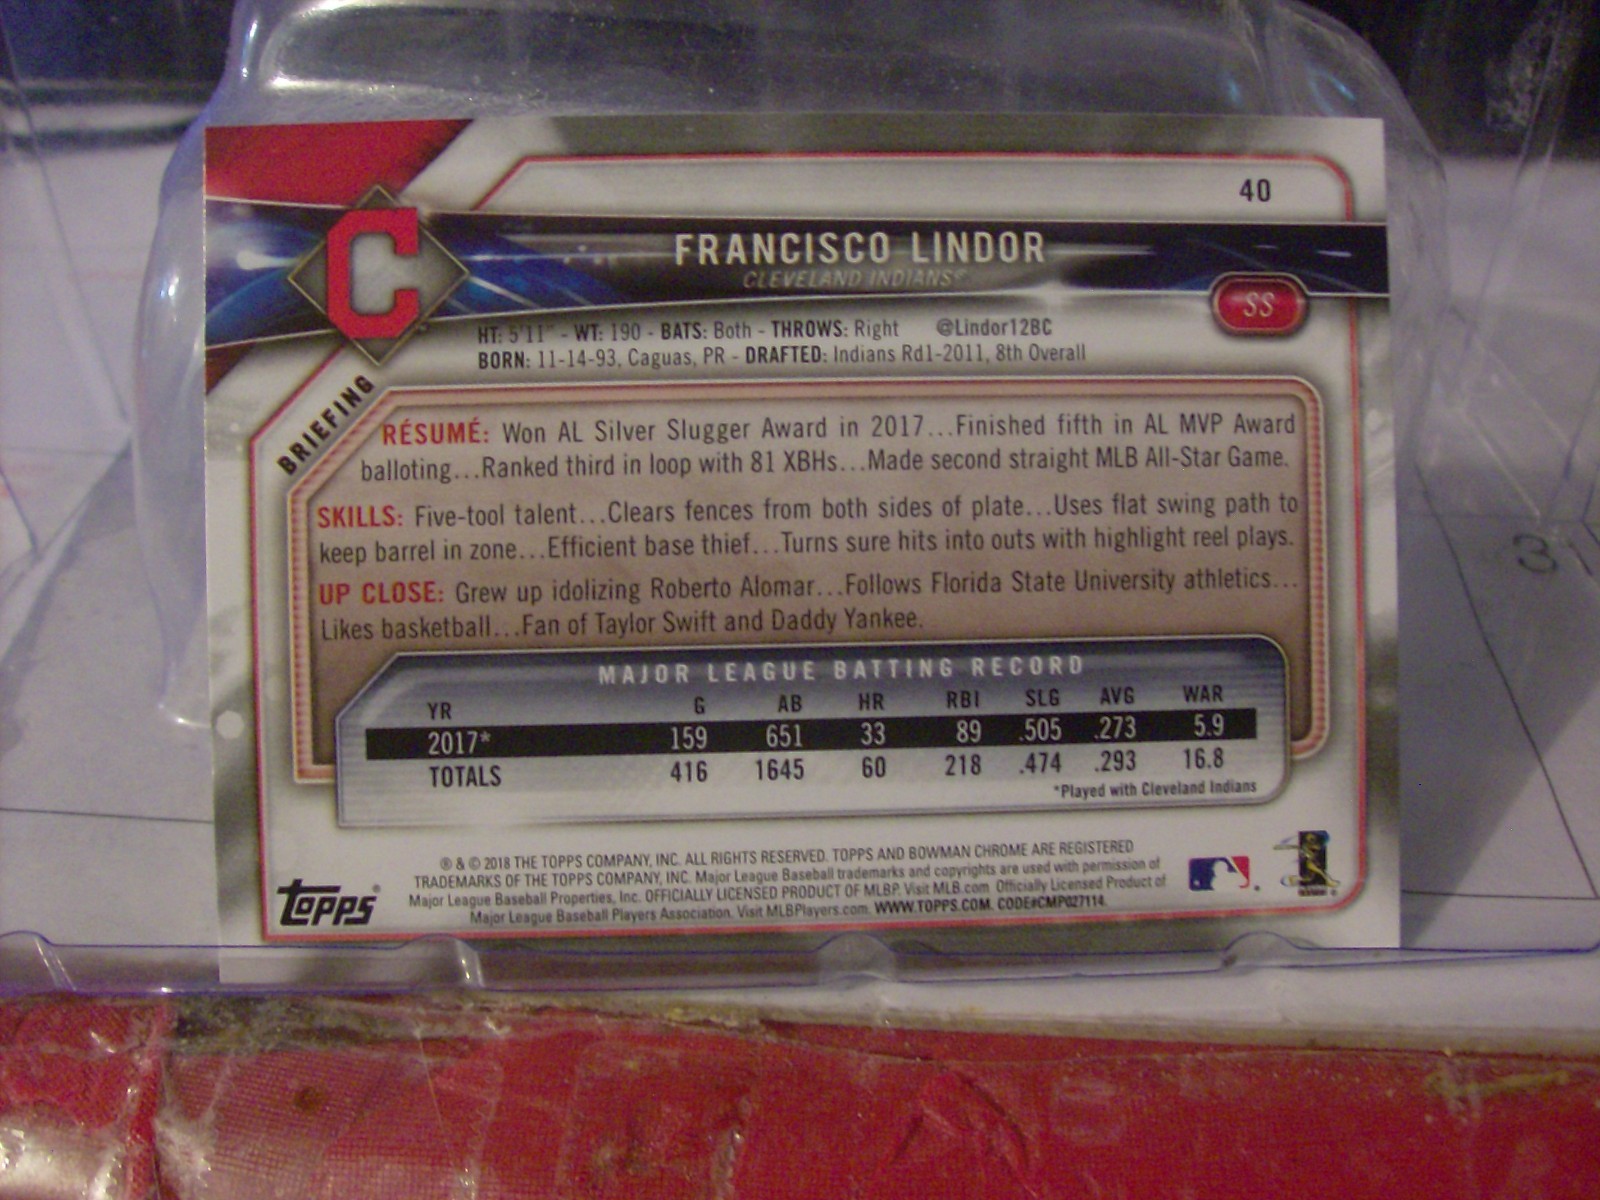 40
C
FRANCISCO LINDOR
CLEVELAND INDIANS®
SS
HT: 5'11" - WT: 190 - BATS: Both - THROWS: Right @Lindor12BC
BORN: 11-14-93, Caguas, PR - DRAFTED: Indians Rd1-2011, 8th Overall
BRIEFING
RÉSUMÉ: Won AL Silver Slugger Award in 2017...Finished fifth in AL MVP Award
balloting...Ranked third in loop with 81 XBHs...Made second straight MLB All-Star Game.
SKILLS: Five-tool talent...Clears fences from both sides of plate...Uses flat swing path to
keep barrel in zone...Efficient base thief...Turns sure hits into outs with highlight reel plays.
UP CLOSE: Grew up idolizing Roberto Alomar...Follows Florida State University athletics...
Likes basketball...Fan of Taylor Swift and Daddy Yankee.
MAJOR LEAGUE BATTING RECORD
YR G AB HR RBI SLG AVG WAR
2017* 159 651 33 89 .505 .273 5.9
TOTALS 416 1645 60 218 .474 .293 16.8
*Played with Cleveland Indians
® & © 2018 THE TOPPS COMPANY, INC. ALL RIGHTS RESERVED. TOPPS AND BOWMAN CHROME ARE REGISTERED
TRADEMARKS OF THE TOPPS COMPANY, INC. Major League Baseball trademarks and copyrights are used with permission of
Major League Baseball Properties, Inc. OFFICIALLY LICENSED PRODUCT OF MLBP. Visit MLB.com Officially Licensed Product of
Major League Baseball Players Association. Visit MLBPlayers.com. WWW.TOPPS.COM. CODE#CMP027114.
topps®
3